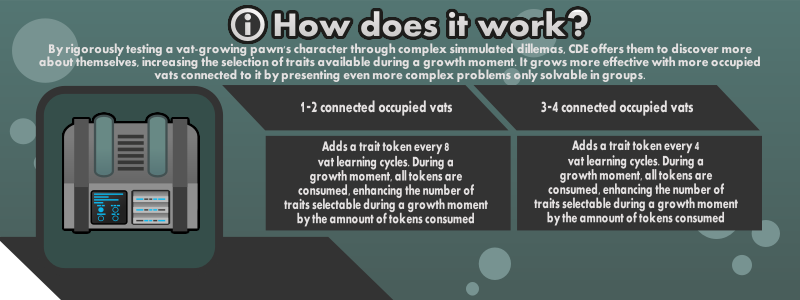 How does it work?
By rigorously testing a vat-growing pawn's character through complex simmulated dillemas, CDE offers them to discover more
about themselves, increasing the selection of traits available during a growth moment. It grows more effective with more occupied
vats connected to it by presenting even more complex problems only solvable in groups.
1-2 connected occupied vats
3-4 connected occupied vats
Adds a trait token every 8
vat learning cycles. During a
growth moment, all tokens are
consumed, enhancing the number of
traits selectable during a growth moment
by the amnount of tokens consumed
Adds a trait token every 4
vat learning cycles. During a
growth moment, all tokens are
consumed, enhancing the number of
traits selectable during a growth moment
by the amnount of tokens consumed